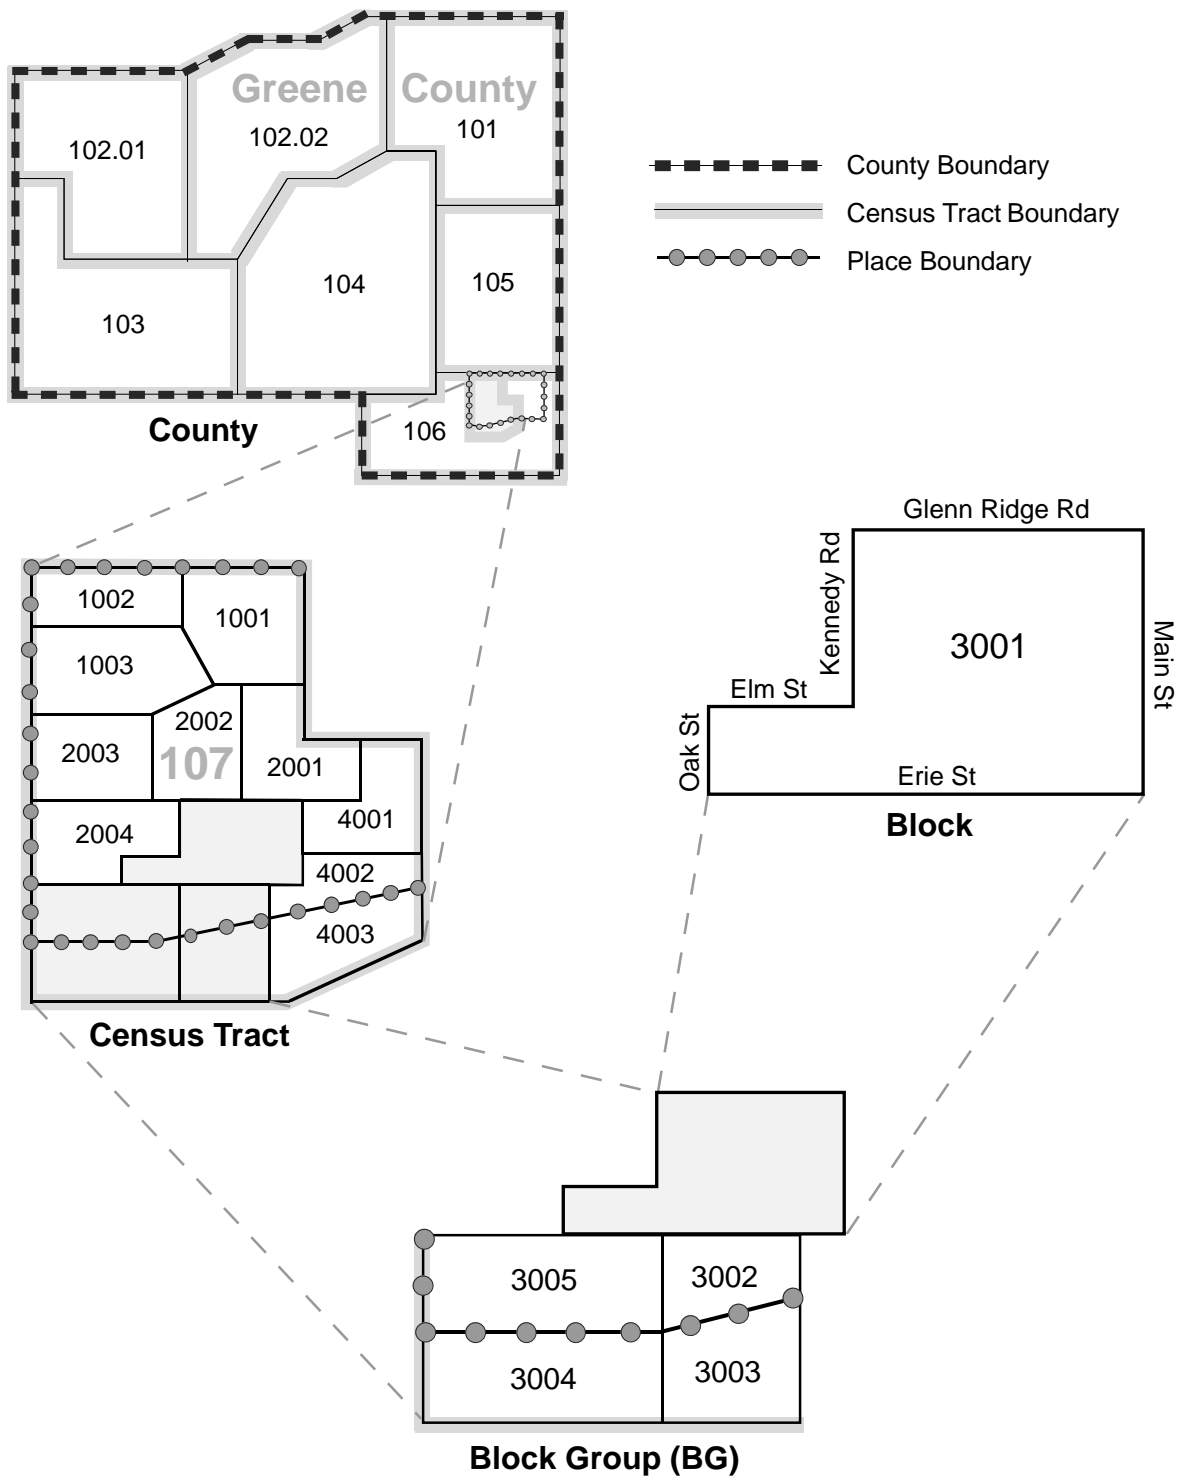 Greene County
102.01
102.02
101
103
104
105
106
County
County Boundary
Census Tract Boundary
Place Boundary
1002
1001
1003
2002
2003
107
2001
2004
4001
4002
4003
Census Tract
Glenn Ridge Rd
Kennedy Rd
3001
Main St
Elm St
Oak St
Erie St
Block
3005
3002
3004
3003
Block Group (BG)